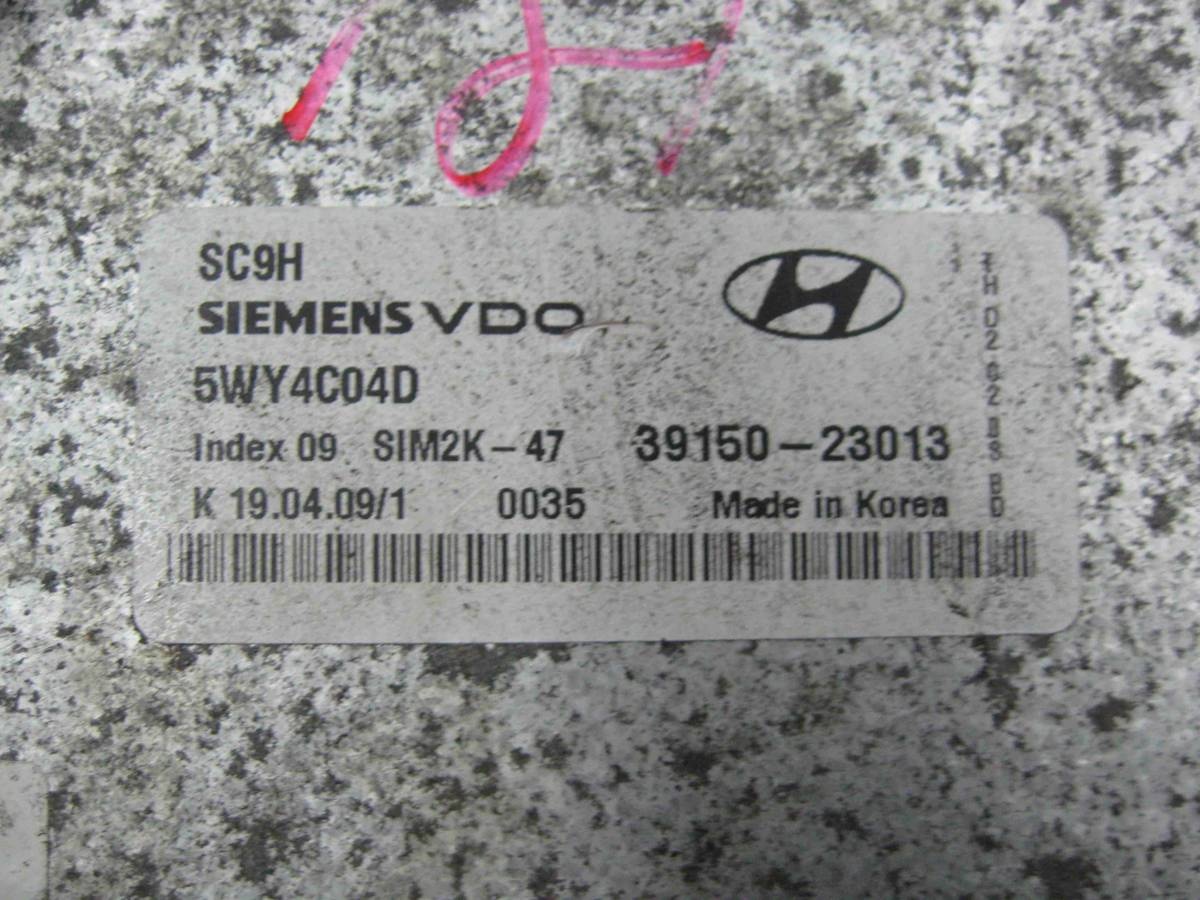 SC9H
SIEMENS VDO
5WY4C04D
Index 09 SIM2K-47 39150-23013
K 19.04.09/1 0035 Made in Korea